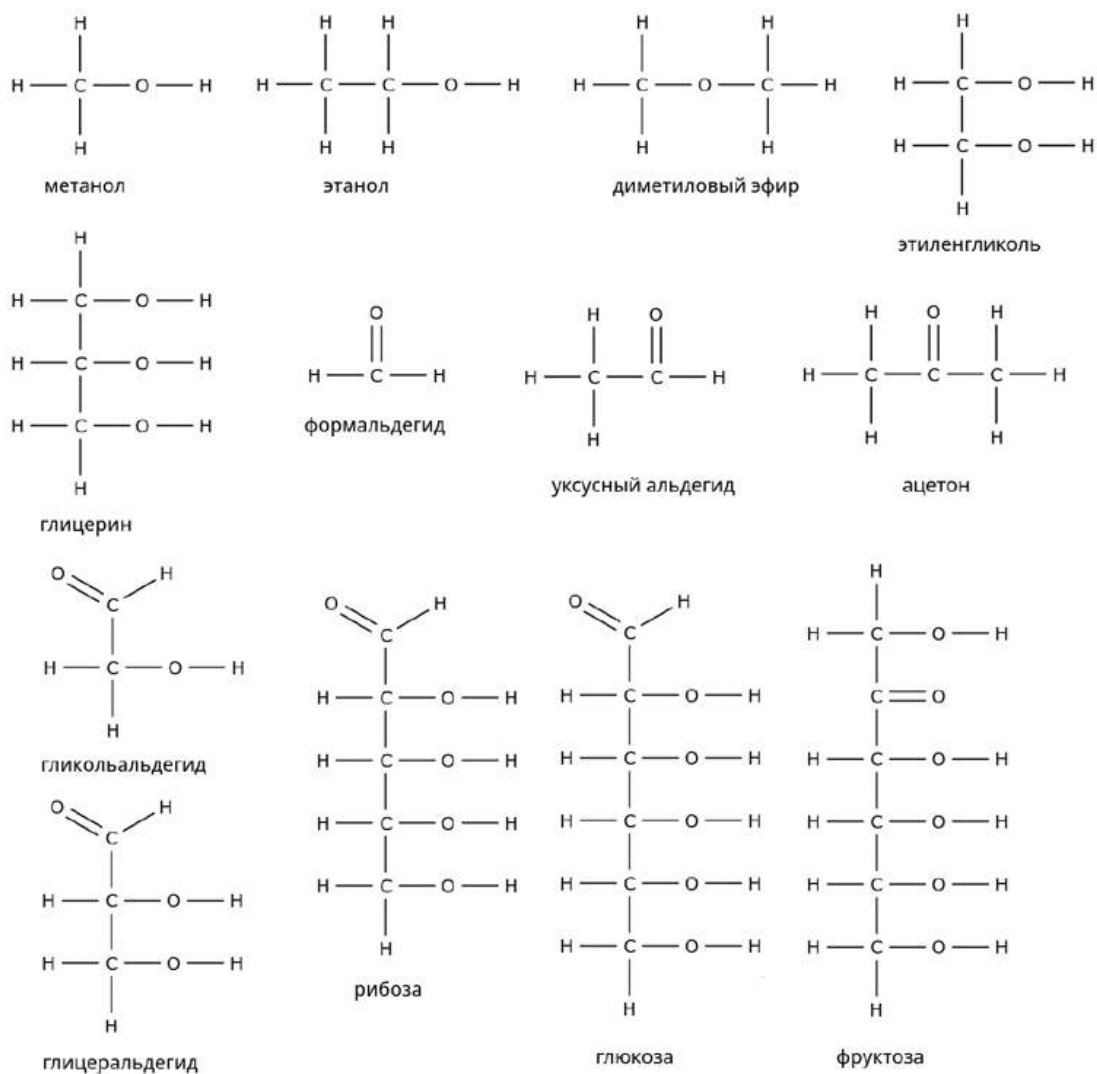 H
H C O H
H
метанол
H H
H C C O H
H H
этанол
H H
H C O C H
H H
диметиловый эфир
H
H C O H
H C O H
H
этиленгликоль
H
H C O H
H C O H
H C O H
H
глицерин
O
H C H
формальдегид
H O
H C C H
H
уксусный альдегид
H O H
H C C C H
H H
ацетон
O H
C
H C O H
H
гликольальдегид
O H
C
H C O H
H C O H
H
глицеральдегид
O H
C
H C O H
H C O H
H C O H
H C O H
H
рибоза
O H
C
H C O H
H C O H
H C O H
H C O H
H C O H
H
глюкоза
H
H C O H
C O
H C O H
H C O H
H C O H
H C O H
H
фруктоза